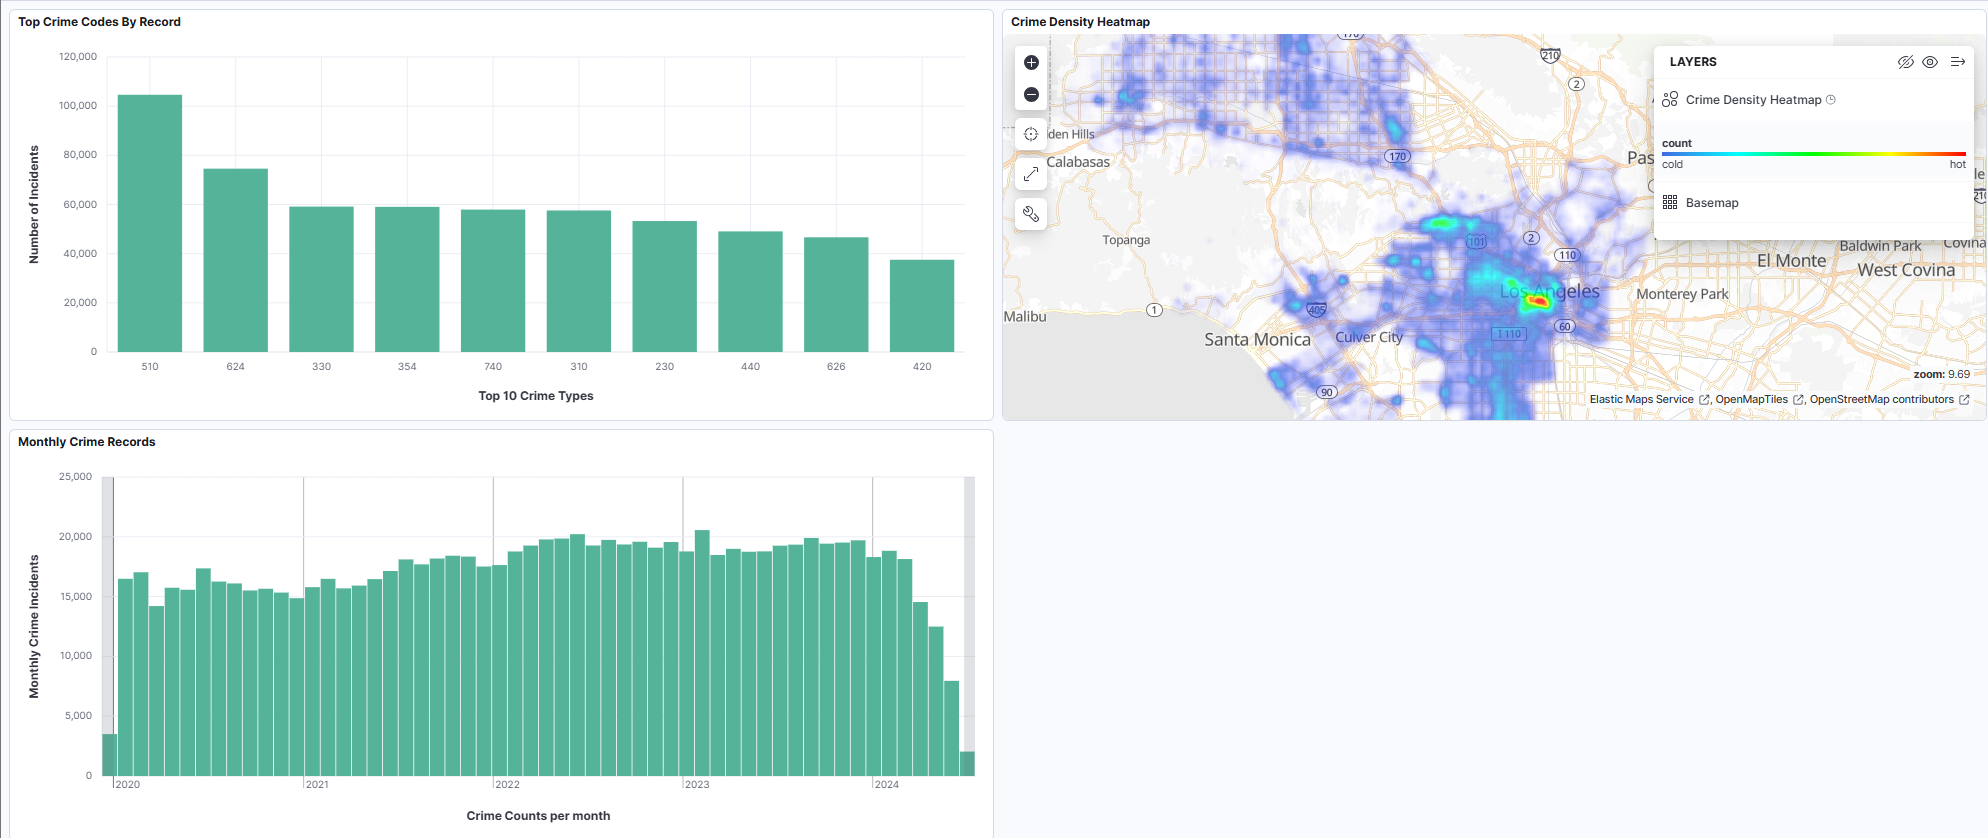 Top Crime Codes By Record
120,000
100,000
80,000
60,000
40,000
20,000
0
Number of Incidents
510 624 330 354 740 310 230 440 626 420
Top 10 Crime Types
Crime Density Heatmap
170
210
2
den Hills
Calabasas
170
Pas
Topanga
101
2
110
Baldwin Park
Covina
El Monte
West Covina
Los Angeles
Monterey Park
Malibu
1
405
Santa Monica
Culver City
I 110
60
90
LAYERS
Crime Density Heatmap
count
cold hot
Basemap
le
210
zoom: 9.69
Elastic Maps Service , OpenMapTiles , OpenStreetMap contributors
Monthly Crime Records
25,000
20,000
15,000
10,000
5,000
0
Monthly Crime Incidents
2020 2021 2022 2023 2024
Crime Counts per month